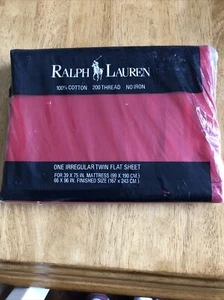 RALPH LAUREN
100% COTTON 200 THREAD NO IRON
ONE IRREGULAR TWIN FLAT SHEET
FOR 39 X 75 IN. MATTRESS (99 X 190 CM.)
66 X 96 IN. FINISHED SIZE (167 X 243 CM.)